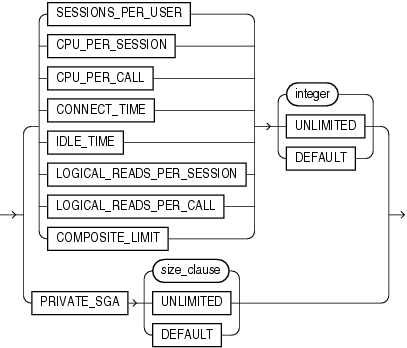 SESSIONS_PER_USER
CPU_PER_SESSION
CPU_PER_CALL
CONNECT_TIME
IDLE_TIME
LOGICAL_READS_PER_SESSION
LOGICAL_READS_PER_CALL
COMPOSITE_LIMIT
integer
UNLIMITED
DEFAULT
PRIVATE_SGA
size_clause
UNLIMITED
DEFAULT